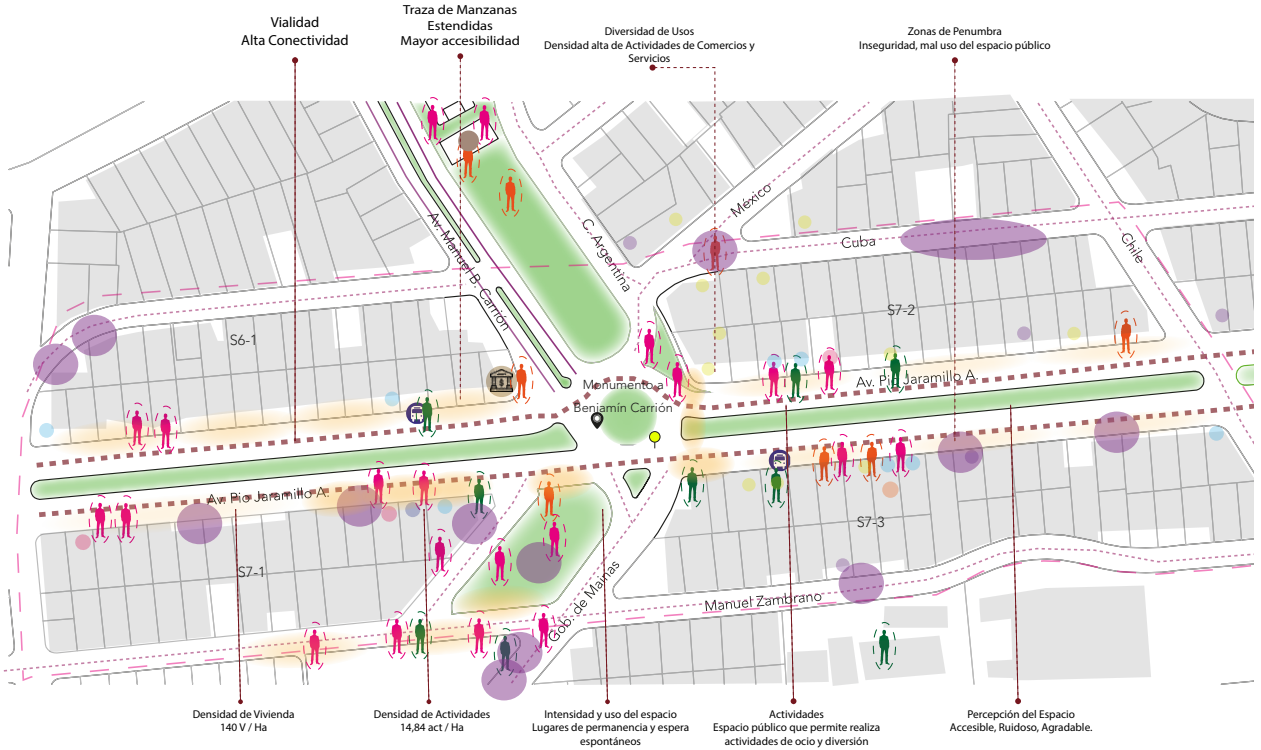 Vialidad
Alta Conectividad
Traza de Manzanas
Estendidas
Mayor accesibilidad
Diversidad de Usos
Densidad alta de Actividades de Comercios y
Servicios
Zonas de Penumbra
Inseguridad, mal uso del espacio público
Av. Manuel B. Carrión
C. Argentina
México
Cuba
Chile
S6-1
S7-2
Monumento a
Benjamín Carrión
Av. Pio Jaramillo A.
Av. Pio Jaramillo A.
S7-1
S7-3
Gob. de Mainas
Manuel Zambrano
Densidad de Vivienda
140 V / Ha
Densidad de Actividades
14,84 act / Ha
Intensidad y uso del espacio
Lugares de permanencia y espera
espontáneos
Actividades
Espacio público que permite realiza
actividades de ocio y diversión
Percepción del Espacio
Accesible, Ruidoso, Agradable.